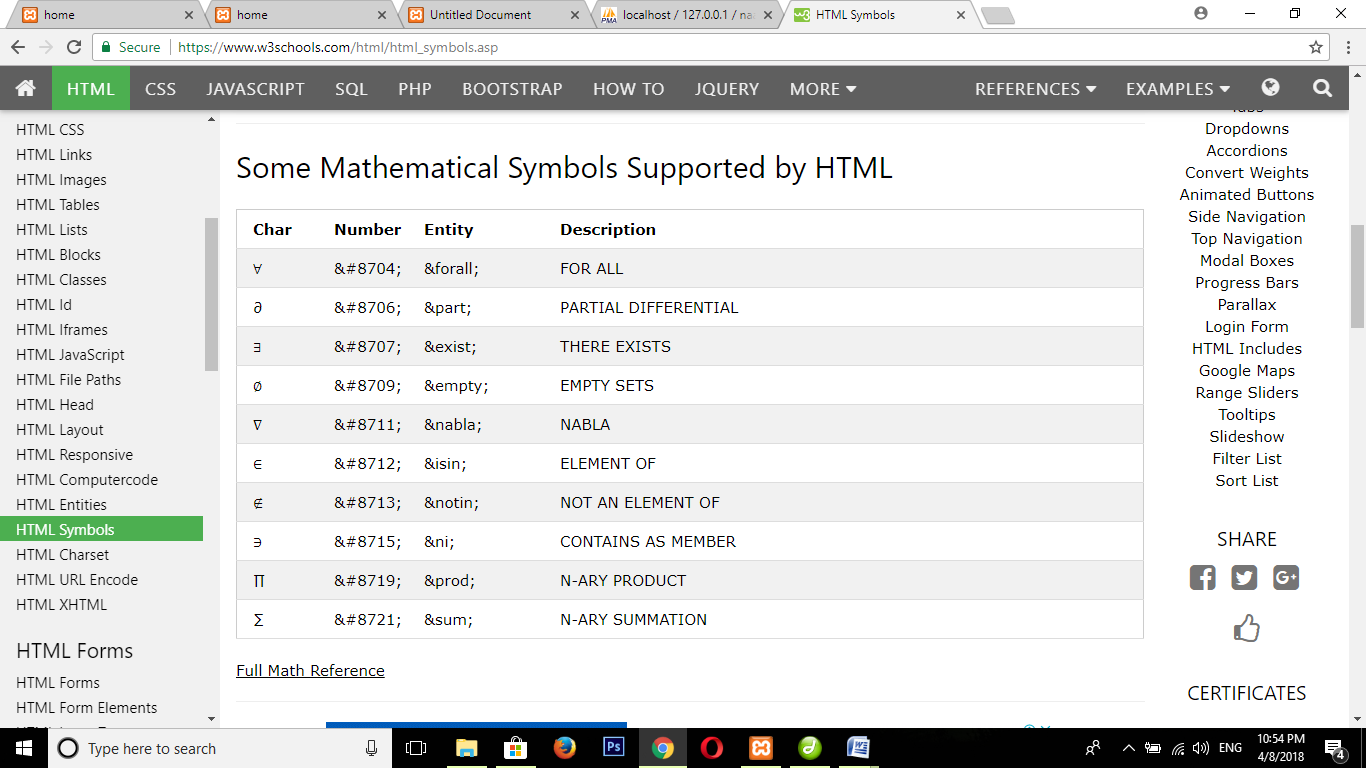 home
home
Untitled Document
localhost / 127.0.0.1 / na
HTML Symbols
Secure https://www.w3schools.com/html/html_symbols.asp
HTML CSS JAVASCRIPT SQL PHP BOOTSTRAP HOW TO JQUERY MORE REFERENCES EXAMPLES
HTML CSS
HTML Links
HTML Images
HTML Tables
HTML Lists
HTML Blocks
HTML Classes
HTML Id
HTML Iframes
HTML JavaScript
HTML File Paths
HTML Head
HTML Layout
HTML Responsive
HTML Computercode
HTML Entities
HTML Symbols
HTML Charset
HTML URL Encode
HTML XHTML
HTML Forms
HTML Forms
HTML Form Elements
Some Mathematical Symbols Supported by HTML
Char Number Entity Description
∀ &#8704; &forall; FOR ALL
∂ &#8706; &part; PARTIAL DIFFERENTIAL
∃ &#8707; &exist; THERE EXISTS
∅ &#8709; &empty; EMPTY SETS
∇ &#8711; &nabla; NABLA
∈ &#8712; &isin; ELEMENT OF
∉ &#8713; &notin; NOT AN ELEMENT OF
∋ &#8715; &ni; CONTAINS AS MEMBER
∏ &#8719; &prod; N-ARY PRODUCT
∑ &#8721; &sum; N-ARY SUMMATION
Full Math Reference
Tabs
Dropdowns
Accordions
Convert Weights
Animated Buttons
Side Navigation
Top Navigation
Modal Boxes
Progress Bars
Parallax
Login Form
HTML Includes
Google Maps
Range Sliders
Tooltips
Slideshow
Filter List
Sort List
SHARE
CERTIFICATES
Type here to search
Ps
ENG
10:54 PM
4/8/2018
4